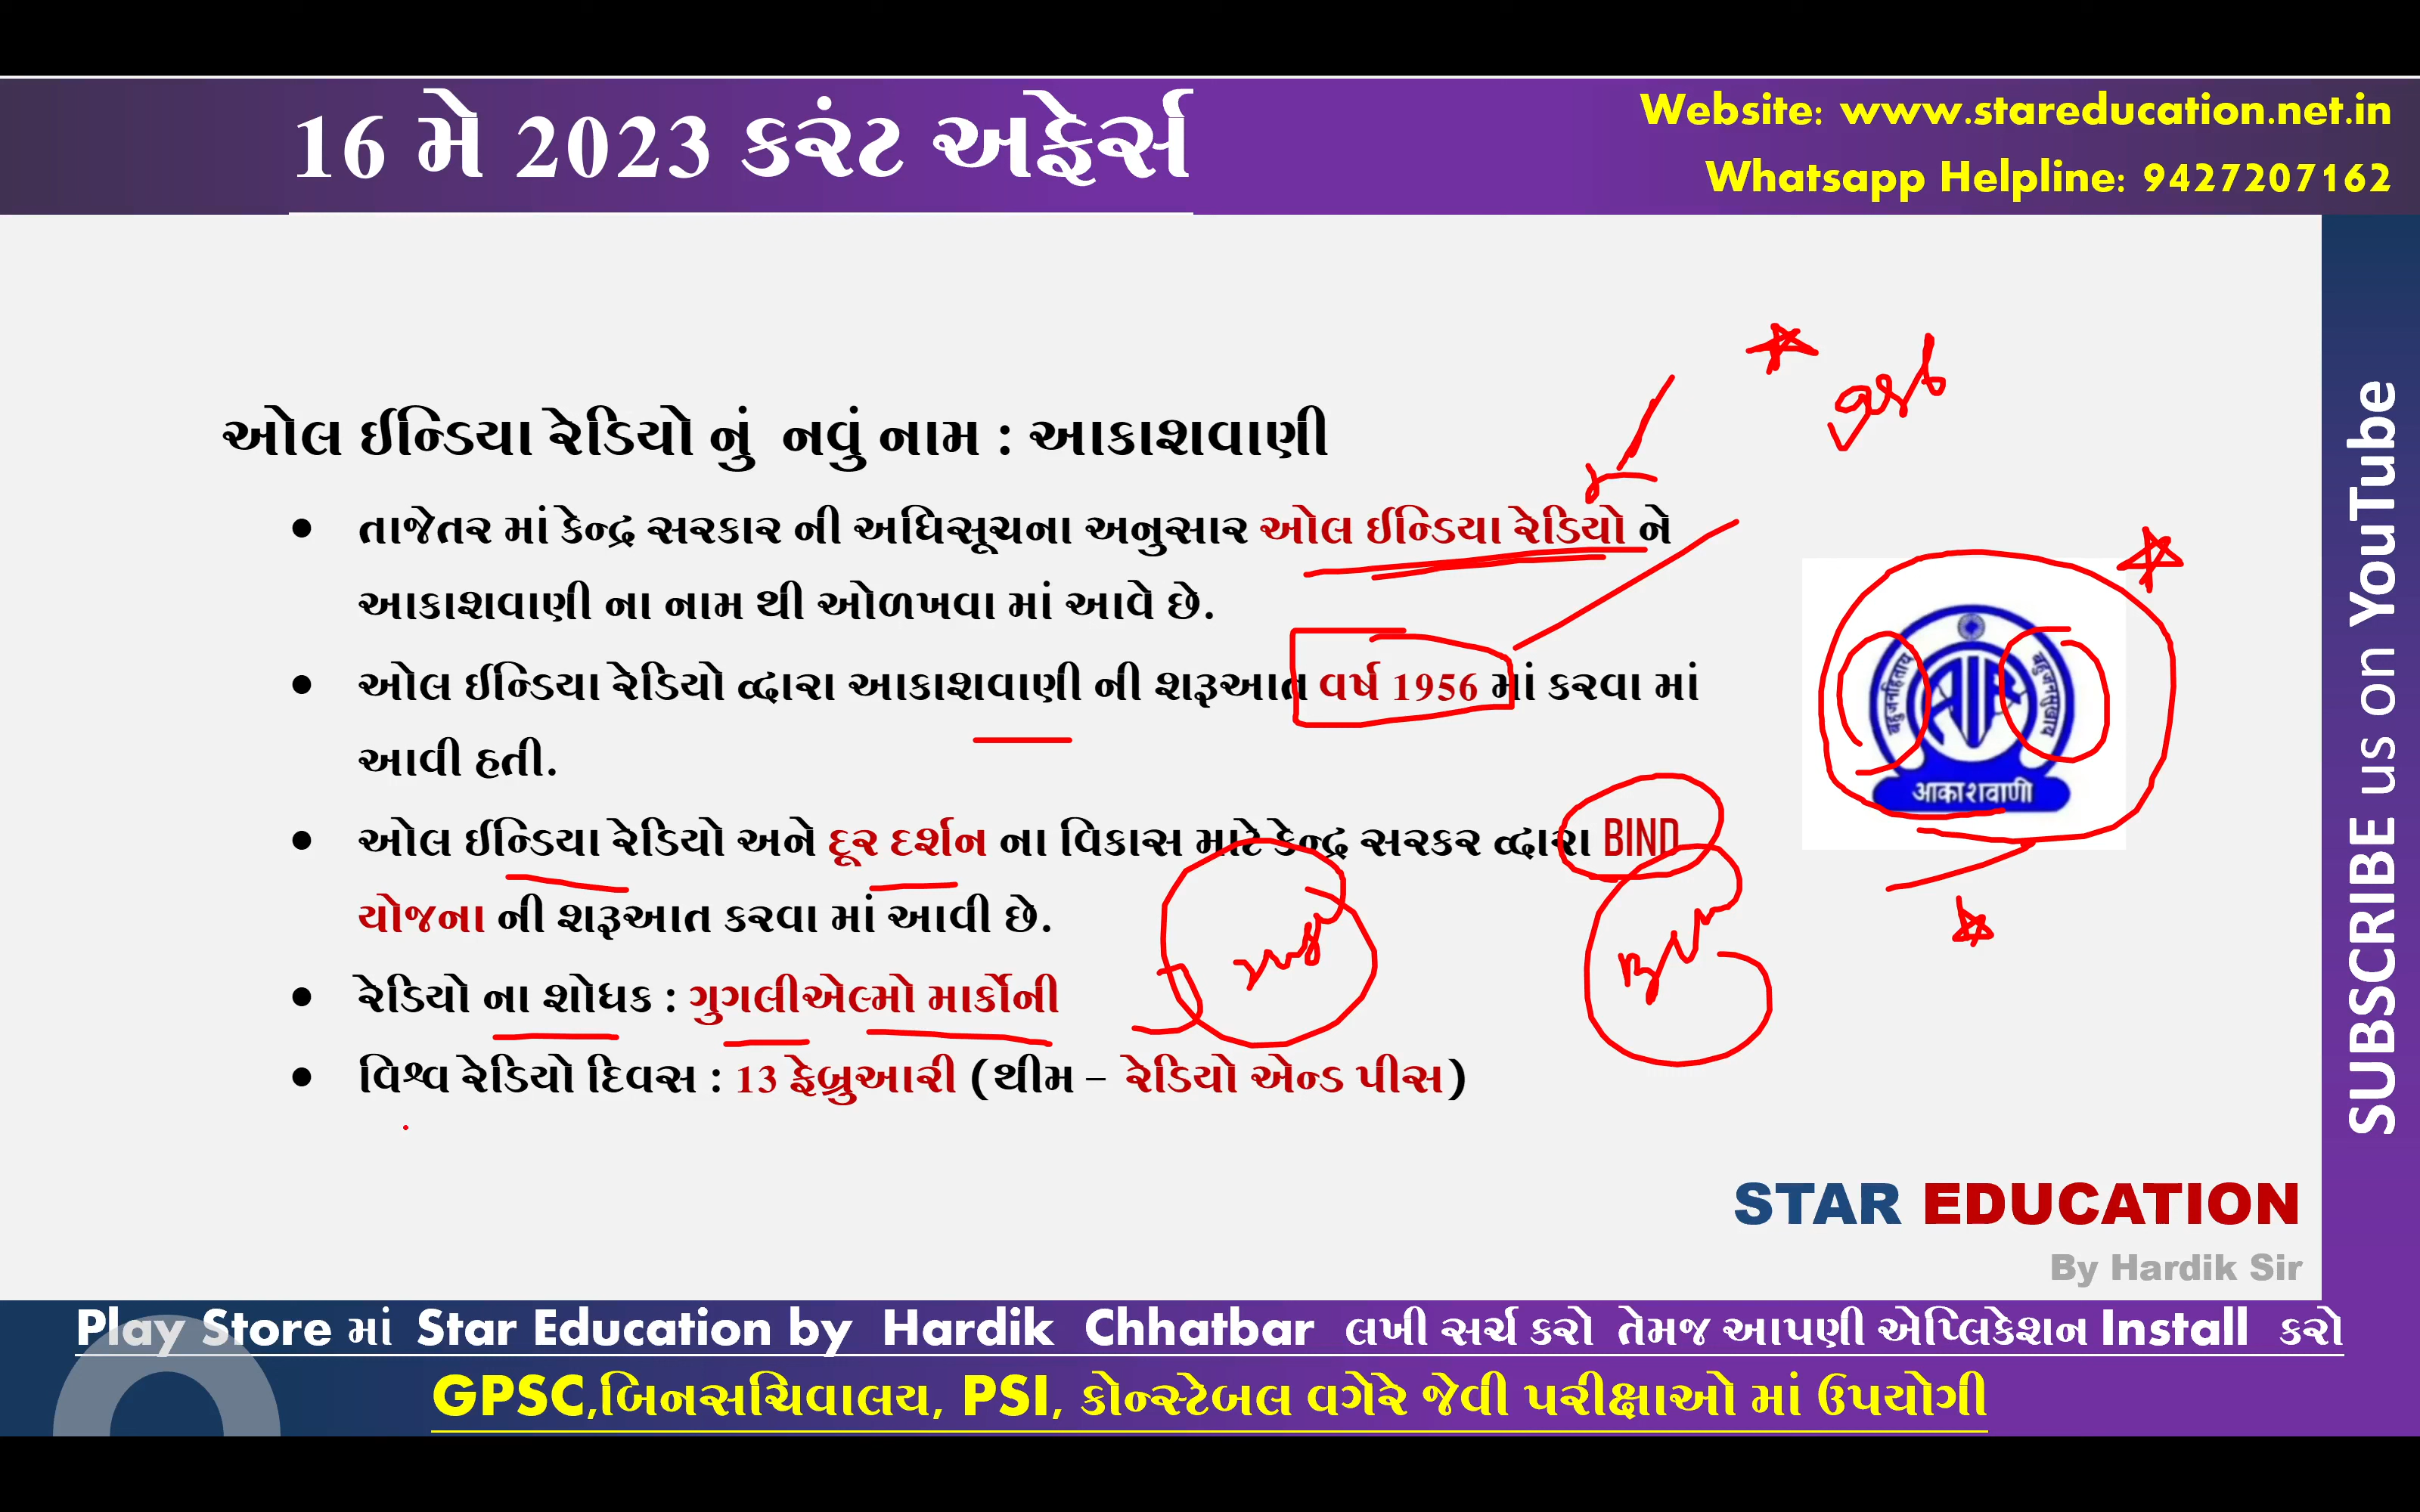 16 મે 2023 કરંટ અફેર્સ
Website: www.stareducation.net.in
Whatsapp Helpline: 9427207162
ઓલ ઈન્ડિયા રેડિયો નું નવું નામ : આકાશવાણી
• તાજેતર માં કેન્દ્ર સરકાર ની અધિસૂચના અનુસાર ઓલ ઈન્ડિયા રેડિયો ને
આકાશવાણી ના નામ થી ઓળખવા માં આવે છે.
• ઓલ ઈન્ડિયા રેડિયો દ્વારા આકાશવાણી ની શરૂઆત વર્ષ 1956 માં કરવા માં
આવી હતી.
• ઓલ ઈન્ડિયા રેડિયો અને દૂર દર્શન ના વિકાસ માટે કેન્દ્ર સરકર દ્વારા BIND
યોજના ની શરૂઆત કરવા માં આવી છે.
• રેડિયો ના શોધક : ગુગલીએલ્મો માર્કોની
• વિશ્વ રેડિયો દિવસ : 13 ફેબ્રુઆરી (થીમ – રેડિયો એન્ડ પીસ)
बहुजनहिताय
बहुजनसुखाय
आकाशवाणी
SUBSCRIBE us on YouTube
STAR EDUCATION
By Hardik Sir
Play Store માં Star Education by Hardik Chhatbar લખી સર્ચ કરો તેમજ આપણી એપ્લિકેશન Install કરો
GPSC,બિનસચિવાલય, PSI, કોન્સ્ટેબલ વગેરે જેવી પરીક્ષાઓ માં ઉપયોગી